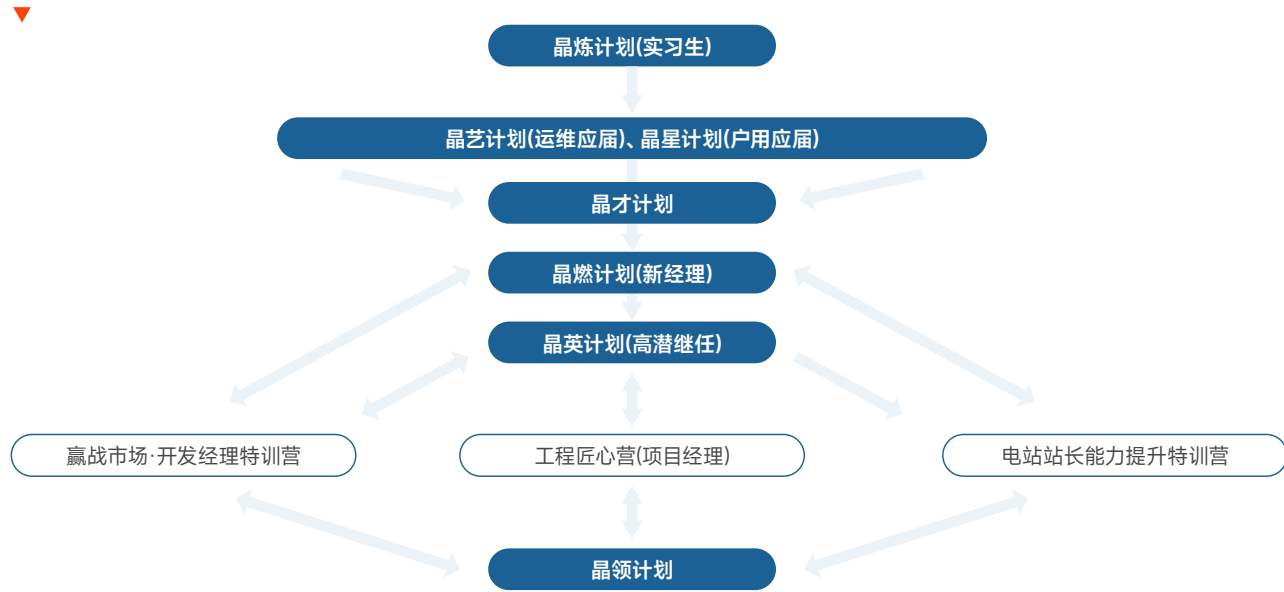 晶炼计划(实习生)
晶艺计划(运维应届)、晶星计划(户用应届)
晶才计划
晶燃计划(新经理)
晶英计划(高潜继任)
赢战市场·开发经理特训营
工程匠心营(项目经理)
电站站长能力提升特训营
晶领计划